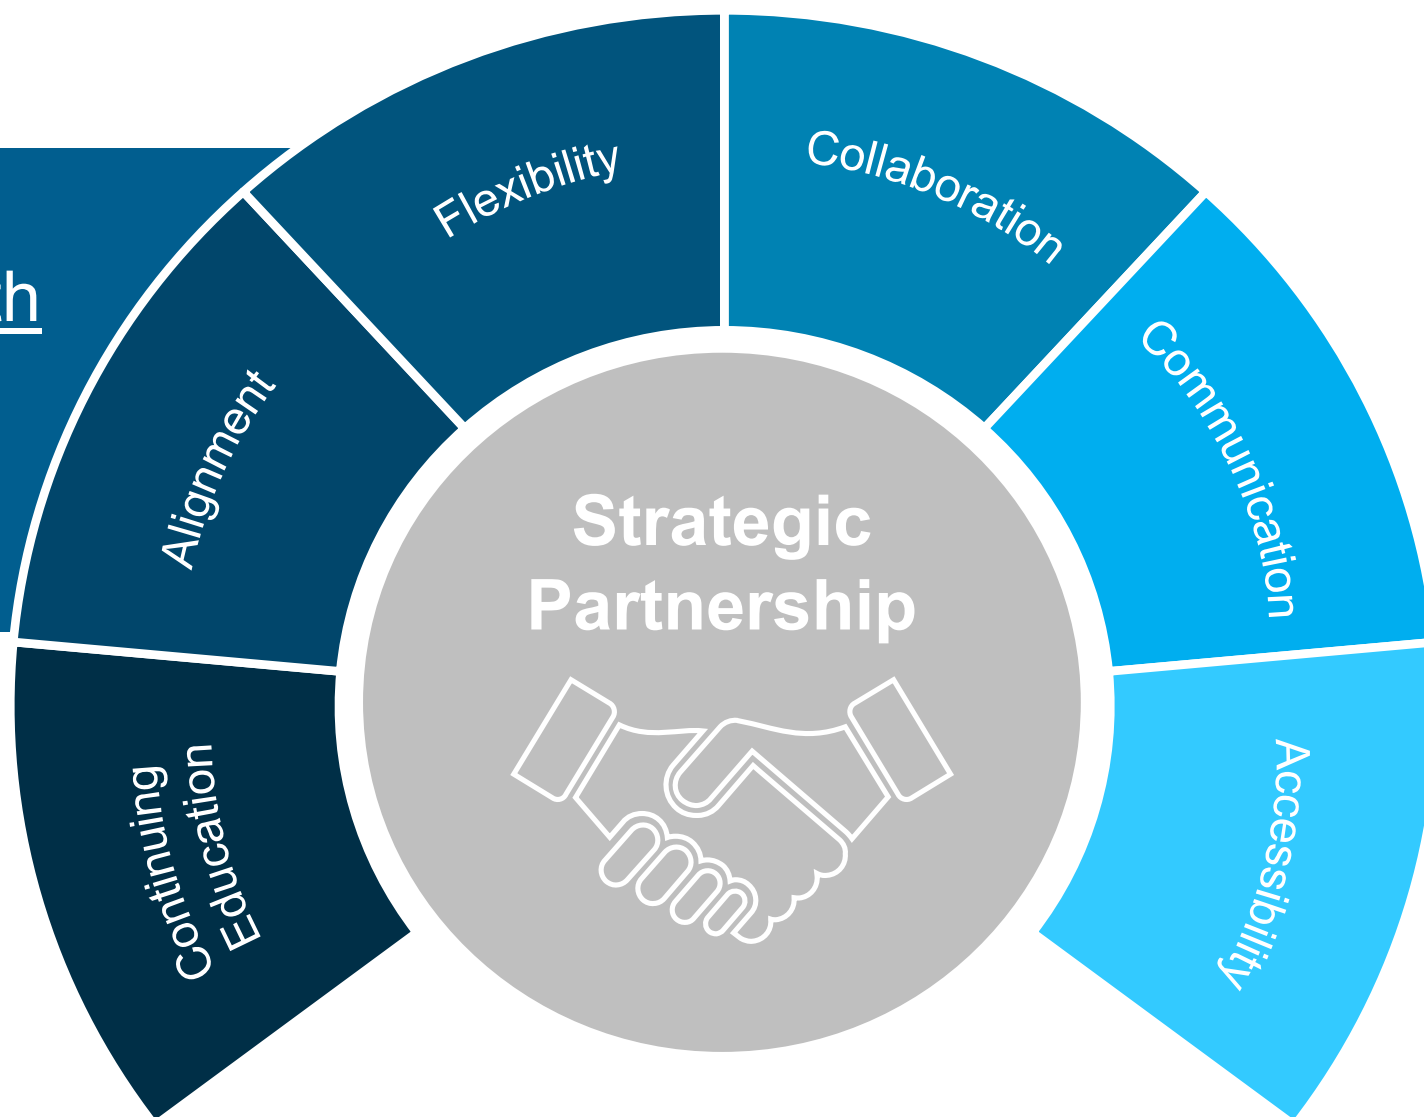 Flexibility
Collaboration
Alignment
Communication
Strategic
Partnership
Continuing
Education
Accessibility